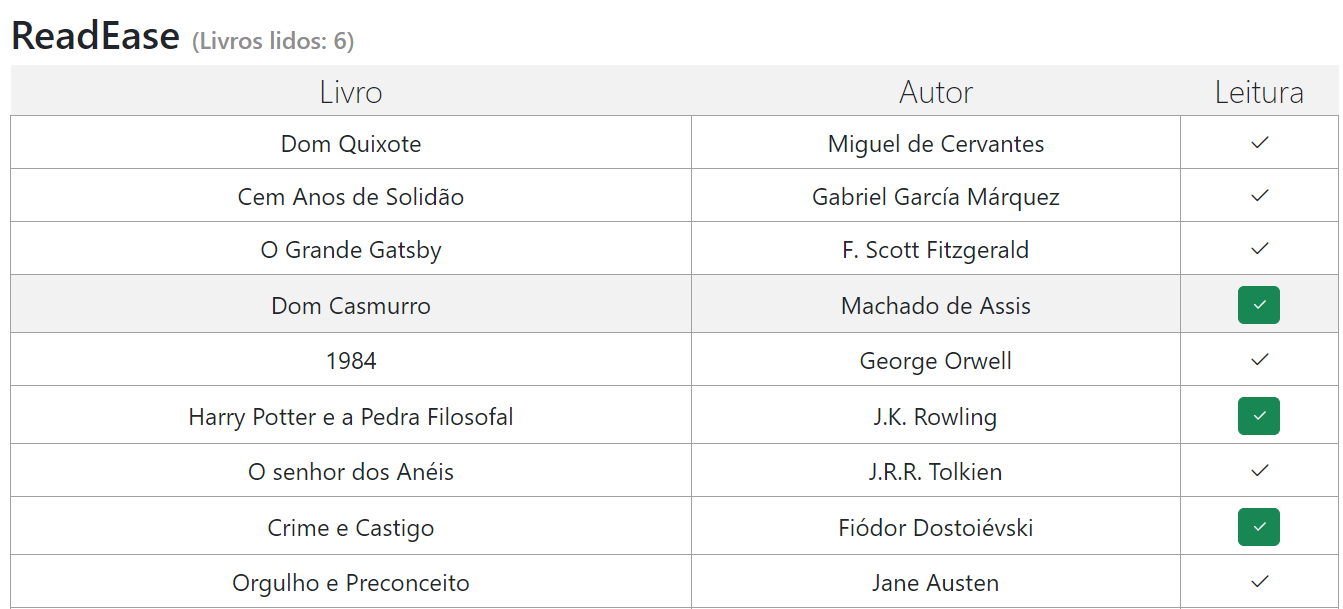 ReadEase (Livros lidos: 6)
Livro Autor Leitura
Dom Quixote Miguel de Cervantes
Cem Anos de Solidão Gabriel García Márquez
O Grande Gatsby F. Scott Fitzgerald
Dom Casmurro Machado de Assis
1984 George Orwell
Harry Potter e a Pedra Filosofal J.K. Rowling
O senhor dos Anéis J.R.R. Tolkien
Crime e Castigo Fiódor Dostoiévski
Orgulho e Preconceito Jane Austen